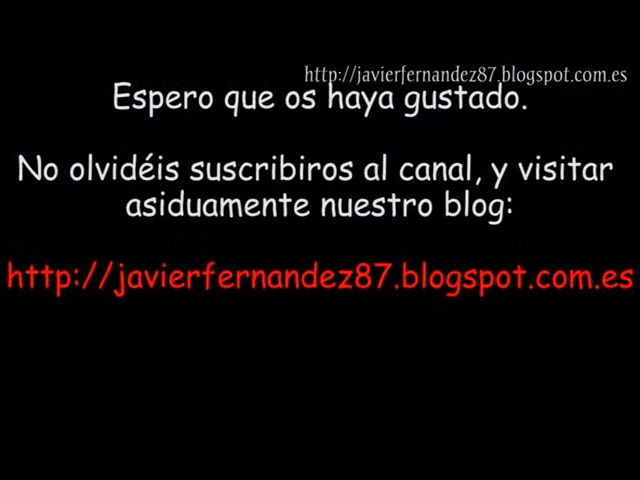 http://javierfernandez87.blogspot.com.es
Espero que os haya gustado.
No olvidéis suscribiros al canal, y visitar
asiduamente nuestro blog:
http://javierfernandez87.blogspot.com.es